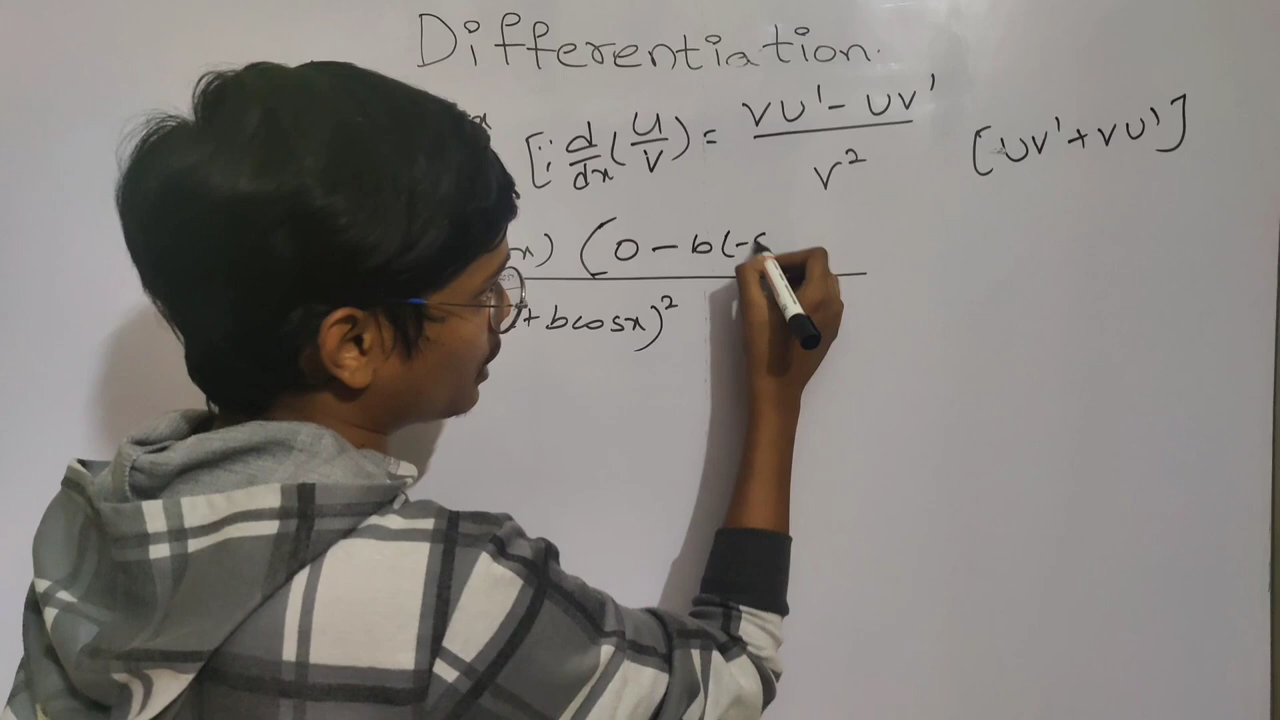 Differentiation.
[∵ d/dx (U/V) = VU' - UV' / V² [UV' + VU']
x) (0 - b(-s
+ bcosx)²